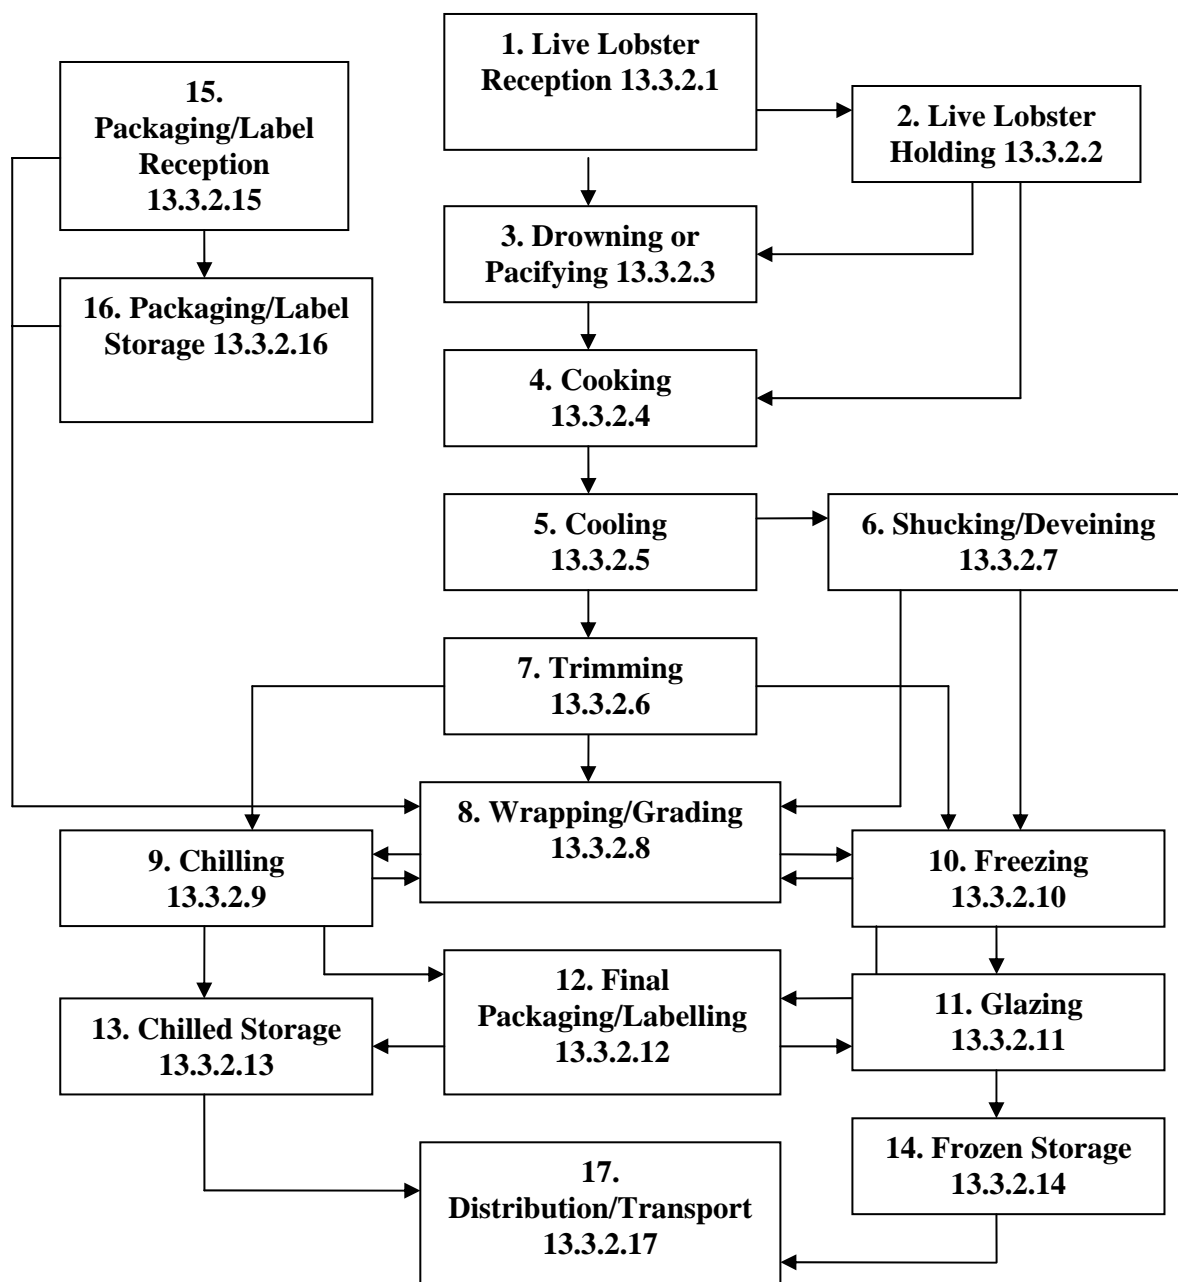 1. Live Lobster
Reception 13.3.2.1
15.
Packaging/Label
Reception
13.3.2.15
2. Live Lobster
Holding 13.3.2.2
3. Drowning or
Pacifying 13.3.2.3
16. Packaging/Label
Storage 13.3.2.16
4. Cooking
13.3.2.4
5. Cooling
13.3.2.5
6. Shucking/Deveining
13.3.2.7
7. Trimming
13.3.2.6
8. Wrapping/Grading
13.3.2.8
9. Chilling
13.3.2.9
10. Freezing
13.3.2.10
12. Final
Packaging/Labelling
13.3.2.12
11. Glazing
13.3.2.11
13. Chilled Storage
13.3.2.13
14. Frozen Storage
13.3.2.14
17.
Distribution/Transport
13.3.2.17